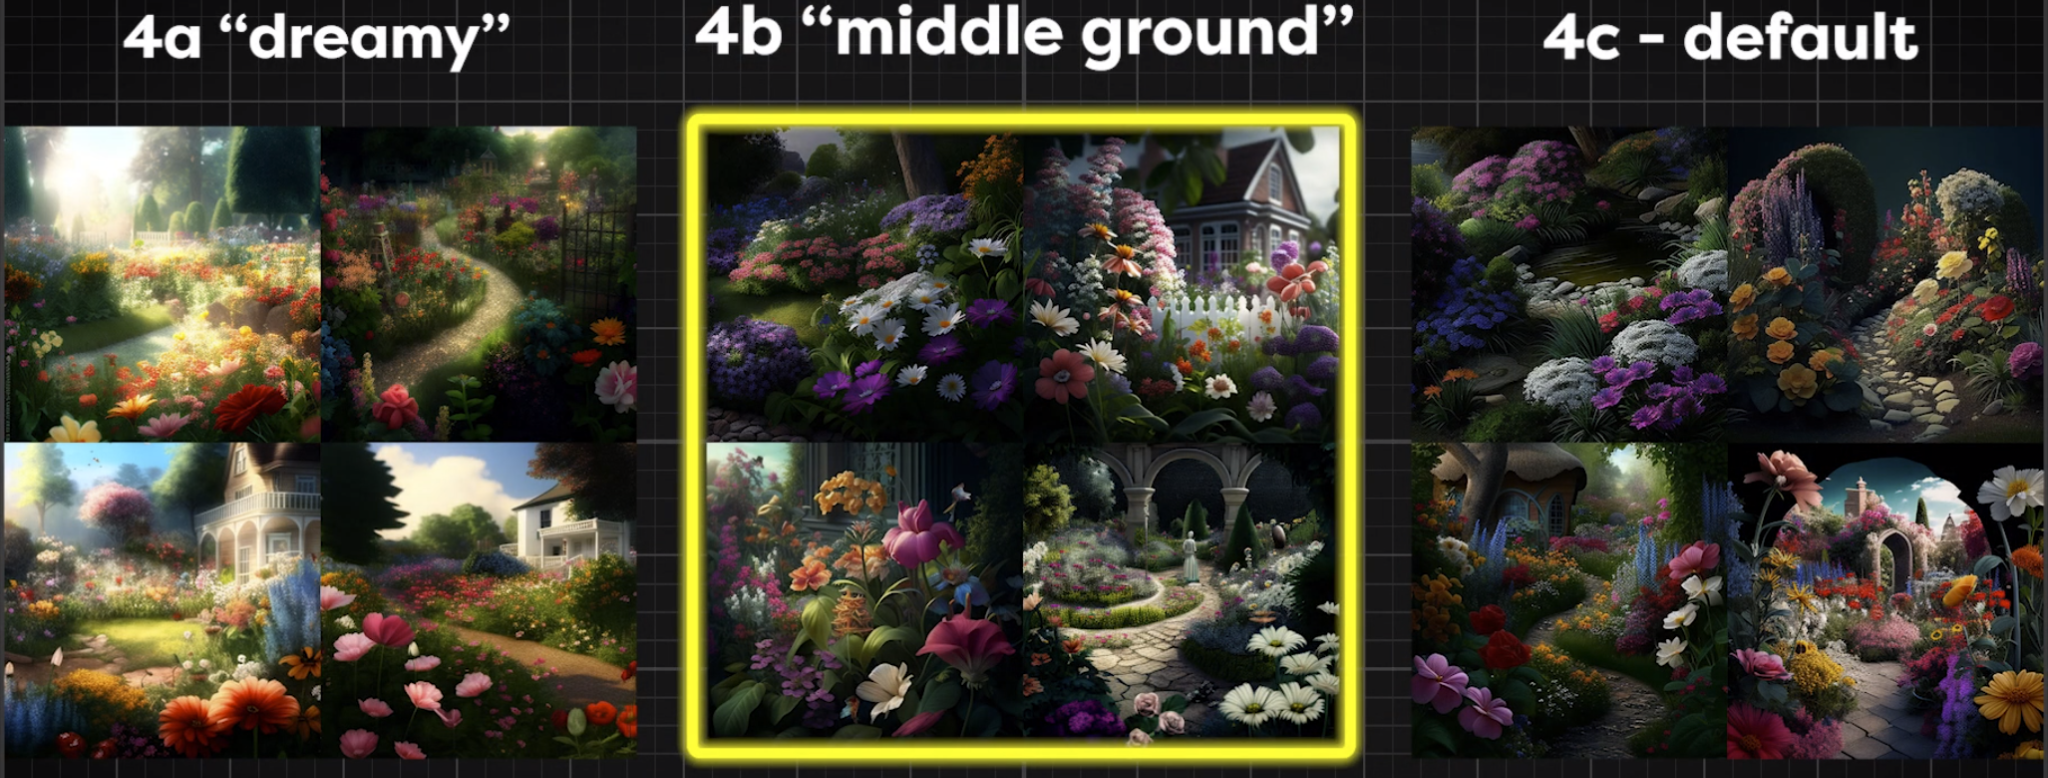 4a “dreamy”
4b “middle ground”
4c - default